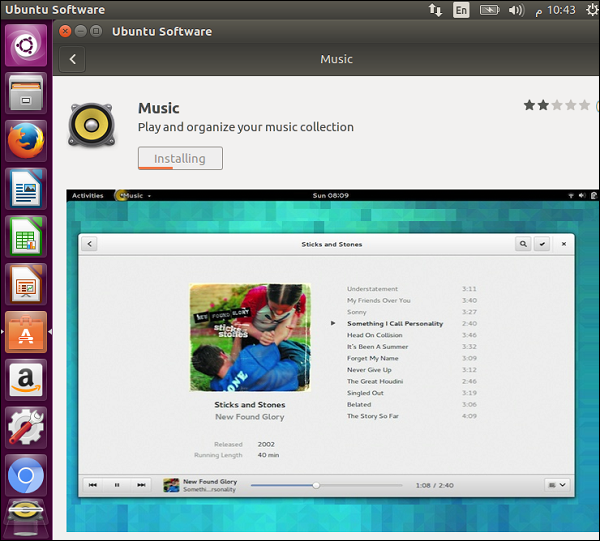 Ubuntu Software
En
م 10:43
Ubuntu Software
Music
Music
Play and organize your music collection
Installing
Activities
Music
Sun 08:09
Sticks and Stones
NEW FOUND GLORY
sticks and stones
Understatement 3:11
My Friends Over You 3:40
Sonny 3:27
Something I Call Personality 2:40
Head On Collision 3:46
It's Been A Summer 3:32
Forget My Name 3:09
Never Give Up 3:12
The Great Houdini 2:46
Singled Out 3:19
Belated 3:06
The Story So Far 4:09
Sticks and Stones
New Found Glory
Released 2002
Running Length 40 min
New Found Glory
Somethi...rsonality
1:08 / 2:40